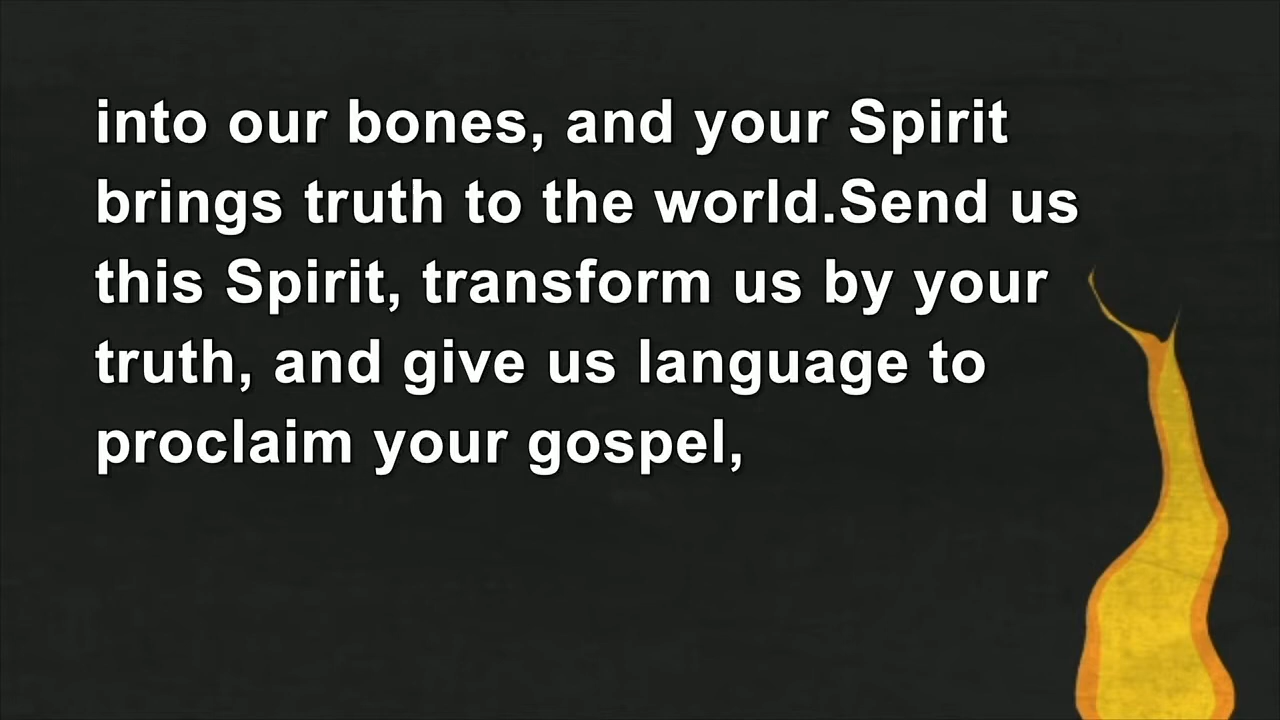 into our bones, and your Spirit
brings truth to the world.Send us
this Spirit, transform us by your
truth, and give us language to
proclaim your gospel,